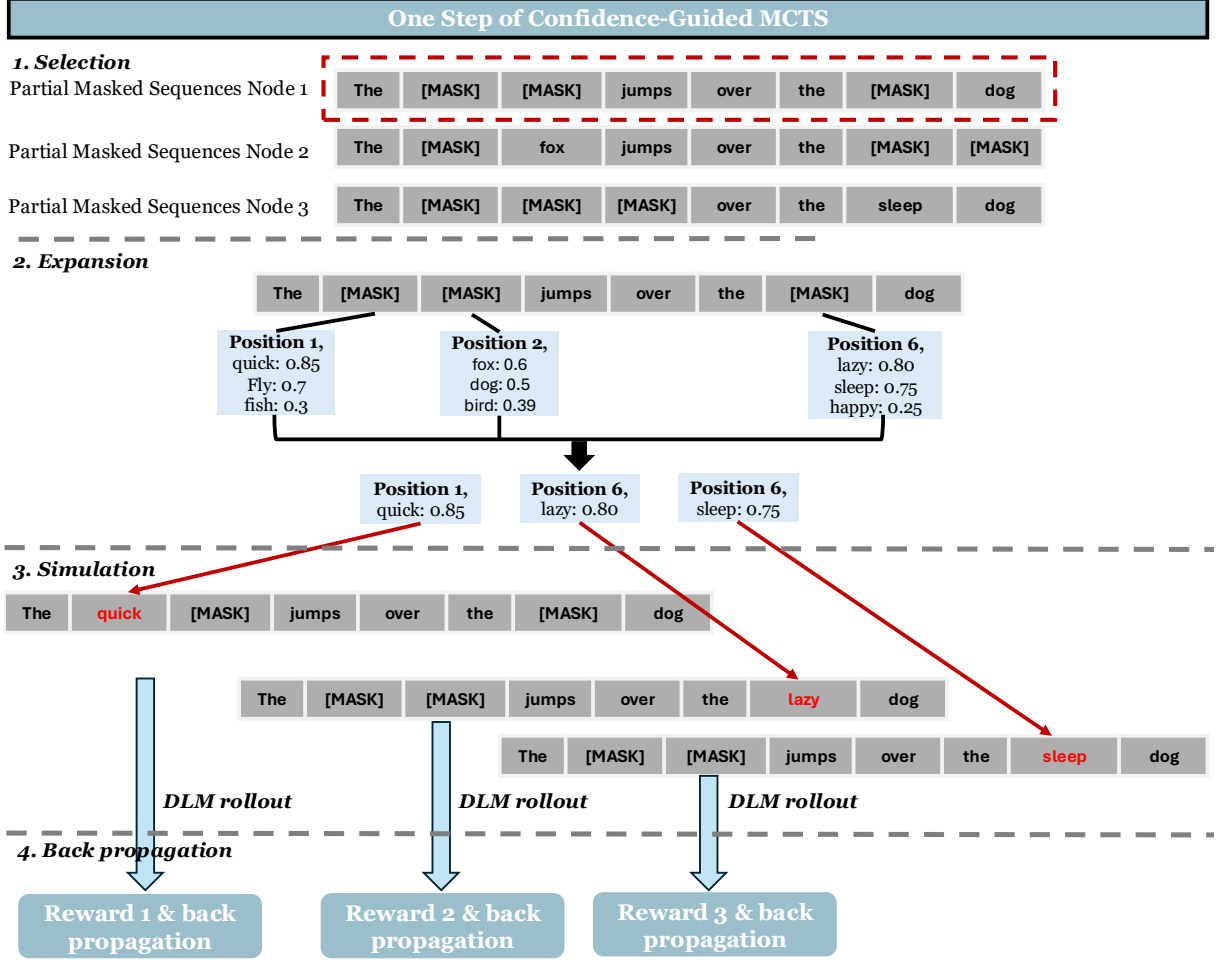 One Step of Confidence-Guided MCTS
1. Selection
Partial Masked Sequences Node 1 The [MASK] [MASK] jumps over the [MASK] dog
Partial Masked Sequences Node 2 The [MASK] fox jumps over the [MASK] [MASK]
Partial Masked Sequences Node 3 The [MASK] [MASK] [MASK] over the sleep dog
2. Expansion
The [MASK] [MASK] jumps over the [MASK] dog
Position 1,
quick: 0.85
Fly: 0.7
fish: 0.3
Position 2,
fox: 0.6
dog: 0.5
bird: 0.39
Position 6,
lazy: 0.80
sleep: 0.75
happy: 0.25
Position 1,
quick: 0.85
Position 6,
lazy: 0.80
Position 6,
sleep: 0.75
3. Simulation
The quick [MASK] jumps over the [MASK] dog
The [MASK] [MASK] jumps over the lazy dog
The [MASK] [MASK] jumps over the sleep dog
DLM rollout
DLM rollout
DLM rollout
4. Back propagation
Reward 1 & back
propagation
Reward 2 & back
propagation
Reward 3 & back
propagation